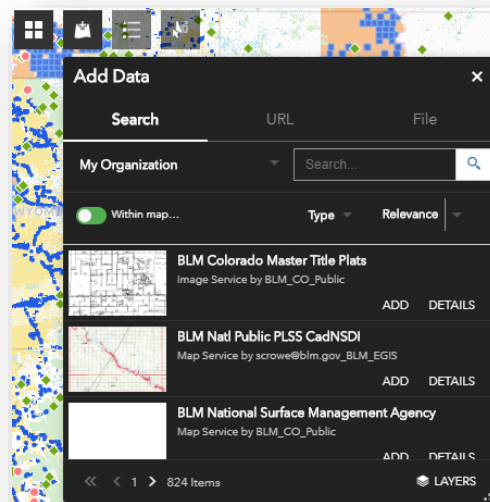 Add Data ×
Search URL File
My Organization Search...
Within map... Type Relevance
BLM Colorado Master Title Plats
Image Service by BLM_CO_Public
ADD DETAILS
BLM Natl Public PLSS CadNSDI
Map Service by scrowe@blm.gov_BLM_EGIS
ADD DETAILS
BLM National Surface Management Agency
Map Service by BLM_CO_Public
ADD DETAILS
1 824 Items LAYERS